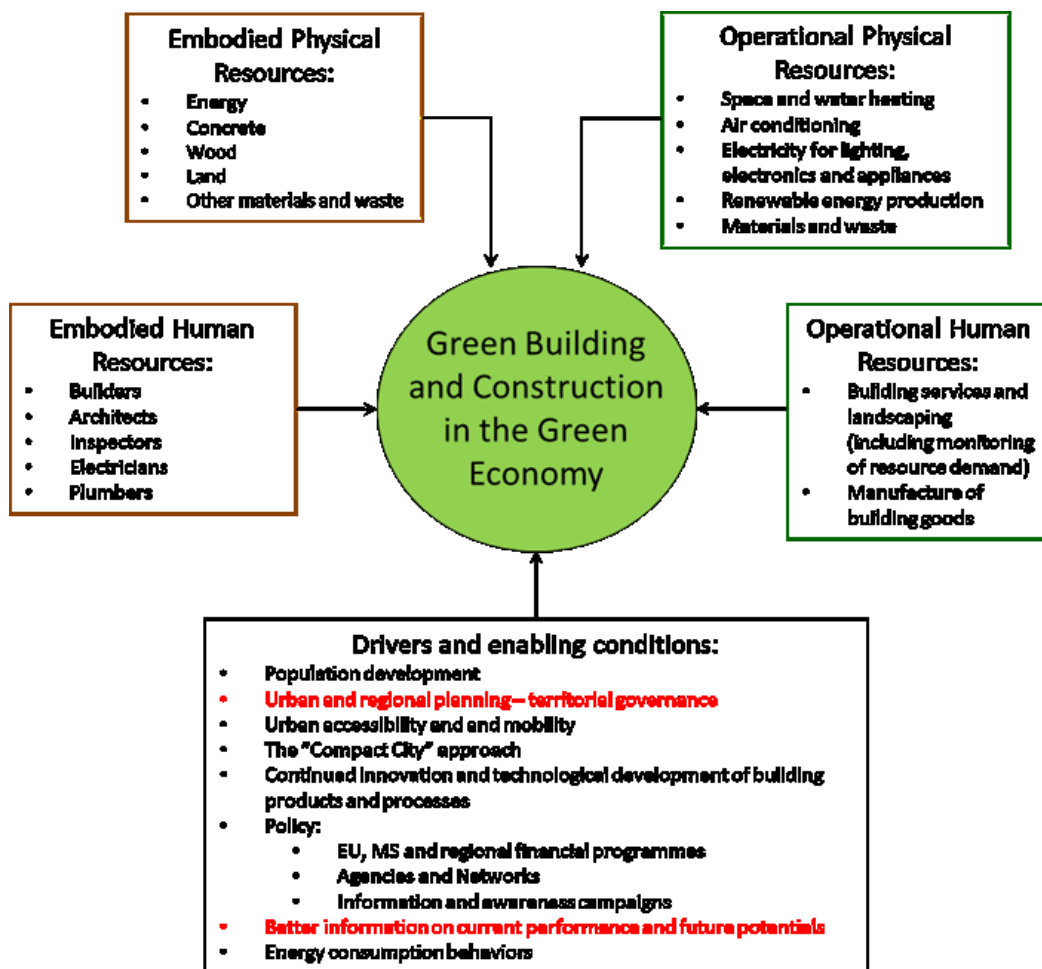 Embodied Physical
Resources:
• Energy
• Concrete
• Wood
• Land
• Other materials and waste
Operational Physical
Resources:
• Space and water heating
• Air conditioning
• Electricity for lighting,
electronics and appliances
• Renewable energy production
• Materials and waste
Embodied Human
Resources:
• Builders
• Architects
• Inspectors
• Electricians
• Plumbers
Green Building
and Construction
in the Green
Economy
Operational Human
Resources:
• Building services and
landscaping
(including monitoring
of resource demand)
• Manufacture of
building goods
Drivers and enabling conditions:
• Population development
• Urban and regional planning – territorial governance
• Urban accessibility and and mobility
• The "Compact City" approach
• Continued innovation and technological development of building
products and processes
• Policy:
• EU, MS and regional financial programmes
• Agencies and Networks
• Information and awareness campaigns
• Better information on current performance and future potentials
• Energy consumption behaviors